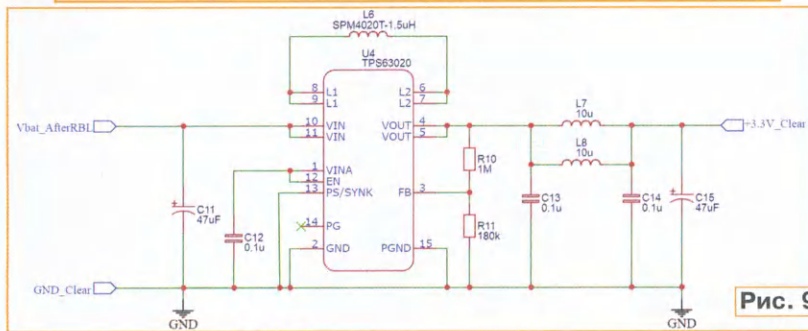 L6
SPM4020T-1.5uH
U4
TPS63020
8 L1 L2 6
9 L1 L2 7
L7
10u
Vbat_AfterRBL 10 VIN VOUT 4 +3.3V_Clear
11 VIN VOUT 5
L8
10u
R10
1M
1 VINA
12 EN
13 PS/SYNK FB 3
C11
47uF
C13
0.1u
C14
0.1u
C15
47uF
R11
180k
14 PG
C12
0.1u
2 GND PGND 15
GND_Clear
GND GND
Рис. 9